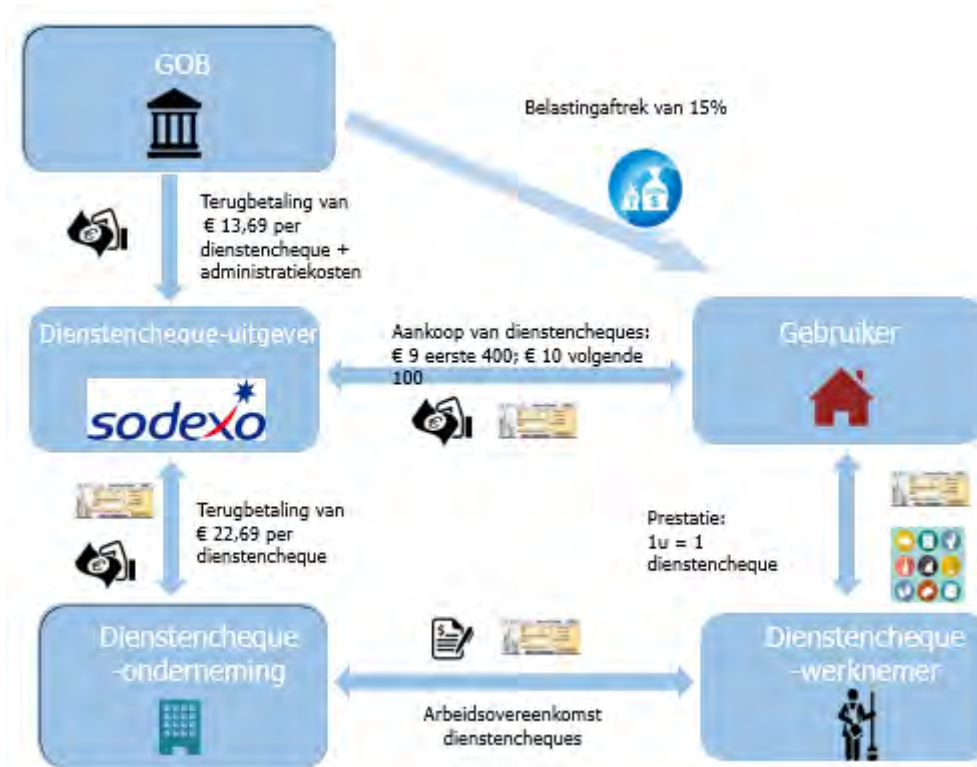 GOB
Belastingaftrek van 15%
Terugbetaling van
€ 13,69 per
dienstencheque +
administratiekosten
Dienstencheque-uitgever
sodexo
Aankoop van dienstencheques:
€ 9 eerste 400; € 10 volgende
100
Gebruiker
Terugbetaling van
€ 22,69 per
dienstencheque
Prestatie:
1u = 1
dienstencheque
Dienstencheque
-onderneming
Arbeidsovereenkomst
dienstencheques
Dienstencheque
-werknemer